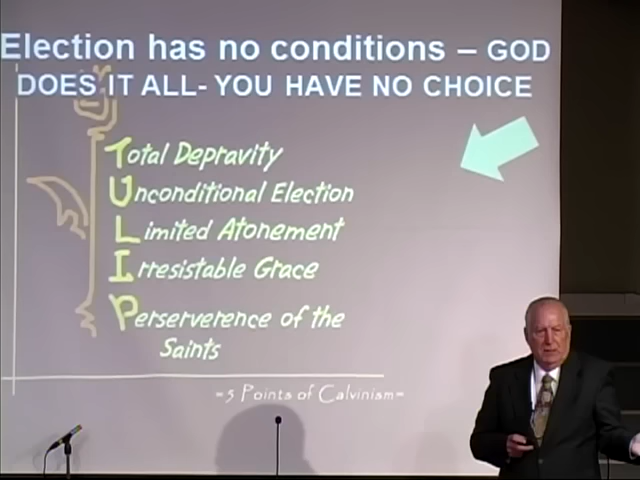 Election has no conditions – GOD
DOES IT ALL- YOU HAVE NO CHOICE
Total Depravity
Unconditional Election
Limited Atonement
Irresistable Grace
Perserverence of the
Saints
-5 Points of Calvinism-